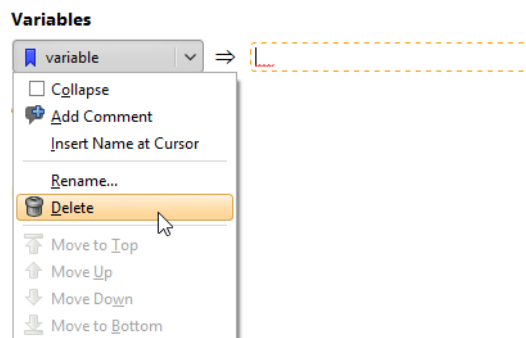 Variables
variable ⇒
Collapse
Add Comment
Insert Name at Cursor
Rename...
Delete
Move to Top
Move Up
Move Down
Move to Bottom